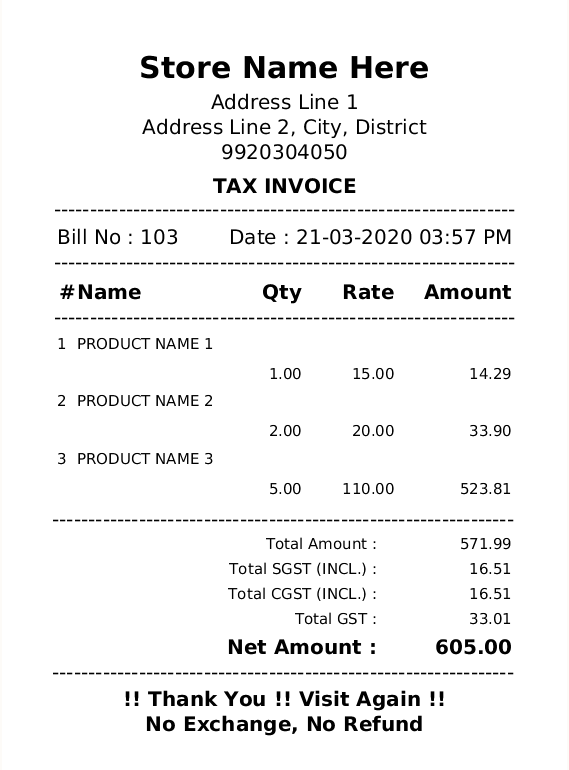 Store Name Here
Address Line 1
Address Line 2, City, District
9920304050
TAX INVOICE
--------------------------------------------------------------
Bill No : 103 Date : 21-03-2020 03:57 PM
--------------------------------------------------------------
#Name Qty Rate Amount
--------------------------------------------------------------
1 PRODUCT NAME 1
1.00 15.00 14.29
2 PRODUCT NAME 2
2.00 20.00 33.90
3 PRODUCT NAME 3
5.00 110.00 523.81
--------------------------------------------------------------
Total Amount : 571.99
Total SGST (INCL.) : 16.51
Total CGST (INCL.) : 16.51
Total GST : 33.01
Net Amount : 605.00
--------------------------------------------------------------
!! Thank You !! Visit Again !!
No Exchange, No Refund